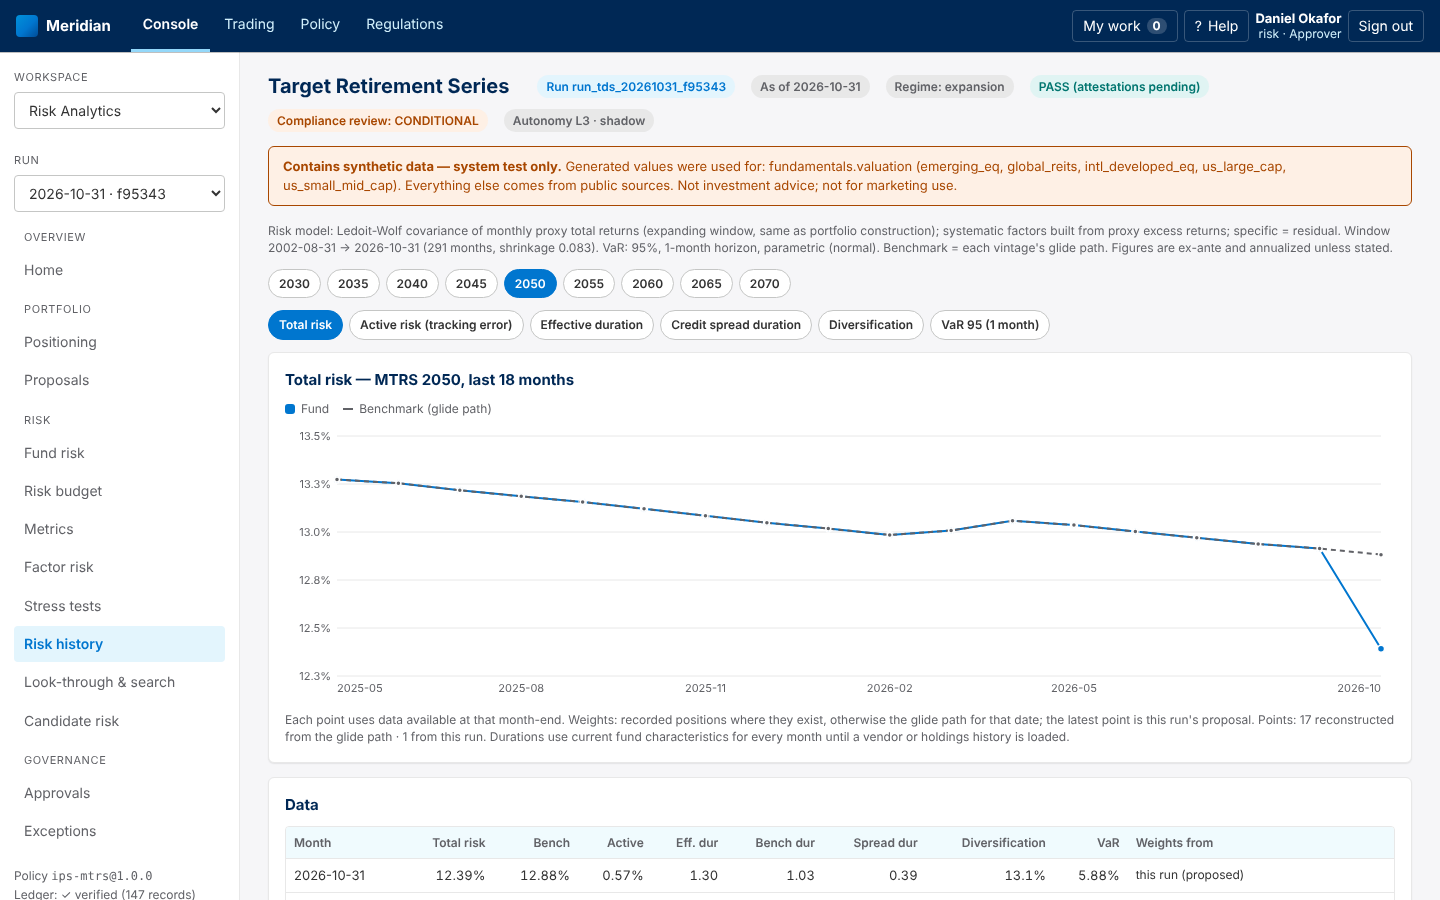 Meridian
Console
Trading
Policy
Regulations
My work 0
? Help
Daniel Okafor
risk · Approver
Sign out
WORKSPACE
Risk Analytics
RUN
2026-10-31 · f95343
OVERVIEW
Home
PORTFOLIO
Positioning
Proposals
RISK
Fund risk
Risk budget
Metrics
Factor risk
Stress tests
Risk history
Look-through & search
Candidate risk
GOVERNANCE
Approvals
Exceptions
Policy ips-mtrs@1.0.0
Ledger: ✓ verified (147 records)
Target Retirement Series
Run run_tds_20261031_f95343
As of 2026-10-31
Regime: expansion
PASS (attestations pending)
Compliance review: CONDITIONAL
Autonomy L3 · shadow
Contains synthetic data — system test only. Generated values were used for: fundamentals.valuation (emerging_eq, global_reits, intl_developed_eq, us_large_cap,
us_small_mid_cap). Everything else comes from public sources. Not investment advice; not for marketing use.
Risk model: Ledoit-Wolf covariance of monthly proxy total returns (expanding window, same as portfolio construction); systematic factors built from proxy excess returns; specific = residual. Window
2002-08-31 → 2026-10-31 (291 months, shrinkage 0.083). VaR: 95%, 1-month horizon, parametric (normal). Benchmark = each vintage's glide path. Figures are ex-ante and annualized unless stated.
2030 2035 2040 2045 2050 2055 2060 2065 2070
Total risk
Active risk (tracking error)
Effective duration
Credit spread duration
Diversification
VaR 95 (1 month)
Total risk — MTRS 2050, last 18 months
Fund
Benchmark (glide path)
13.5%
13.3%
13.0%
12.8%
12.5%
12.3%
2025-05 2025-08 2025-11 2026-02 2026-05 2026-10
Each point uses data available at that month-end. Weights: recorded positions where they exist, otherwise the glide path for that date; the latest point is this run's proposal. Points: 17 reconstructed
from the glide path · 1 from this run. Durations use current fund characteristics for every month until a vendor or holdings history is loaded.
Data
Month Total risk Bench Active Eff. dur Bench dur Spread dur Diversification VaR Weights from
2026-10-31 12.39% 12.88% 0.57% 1.30 1.03 0.39 13.1% 5.88% this run (proposed)